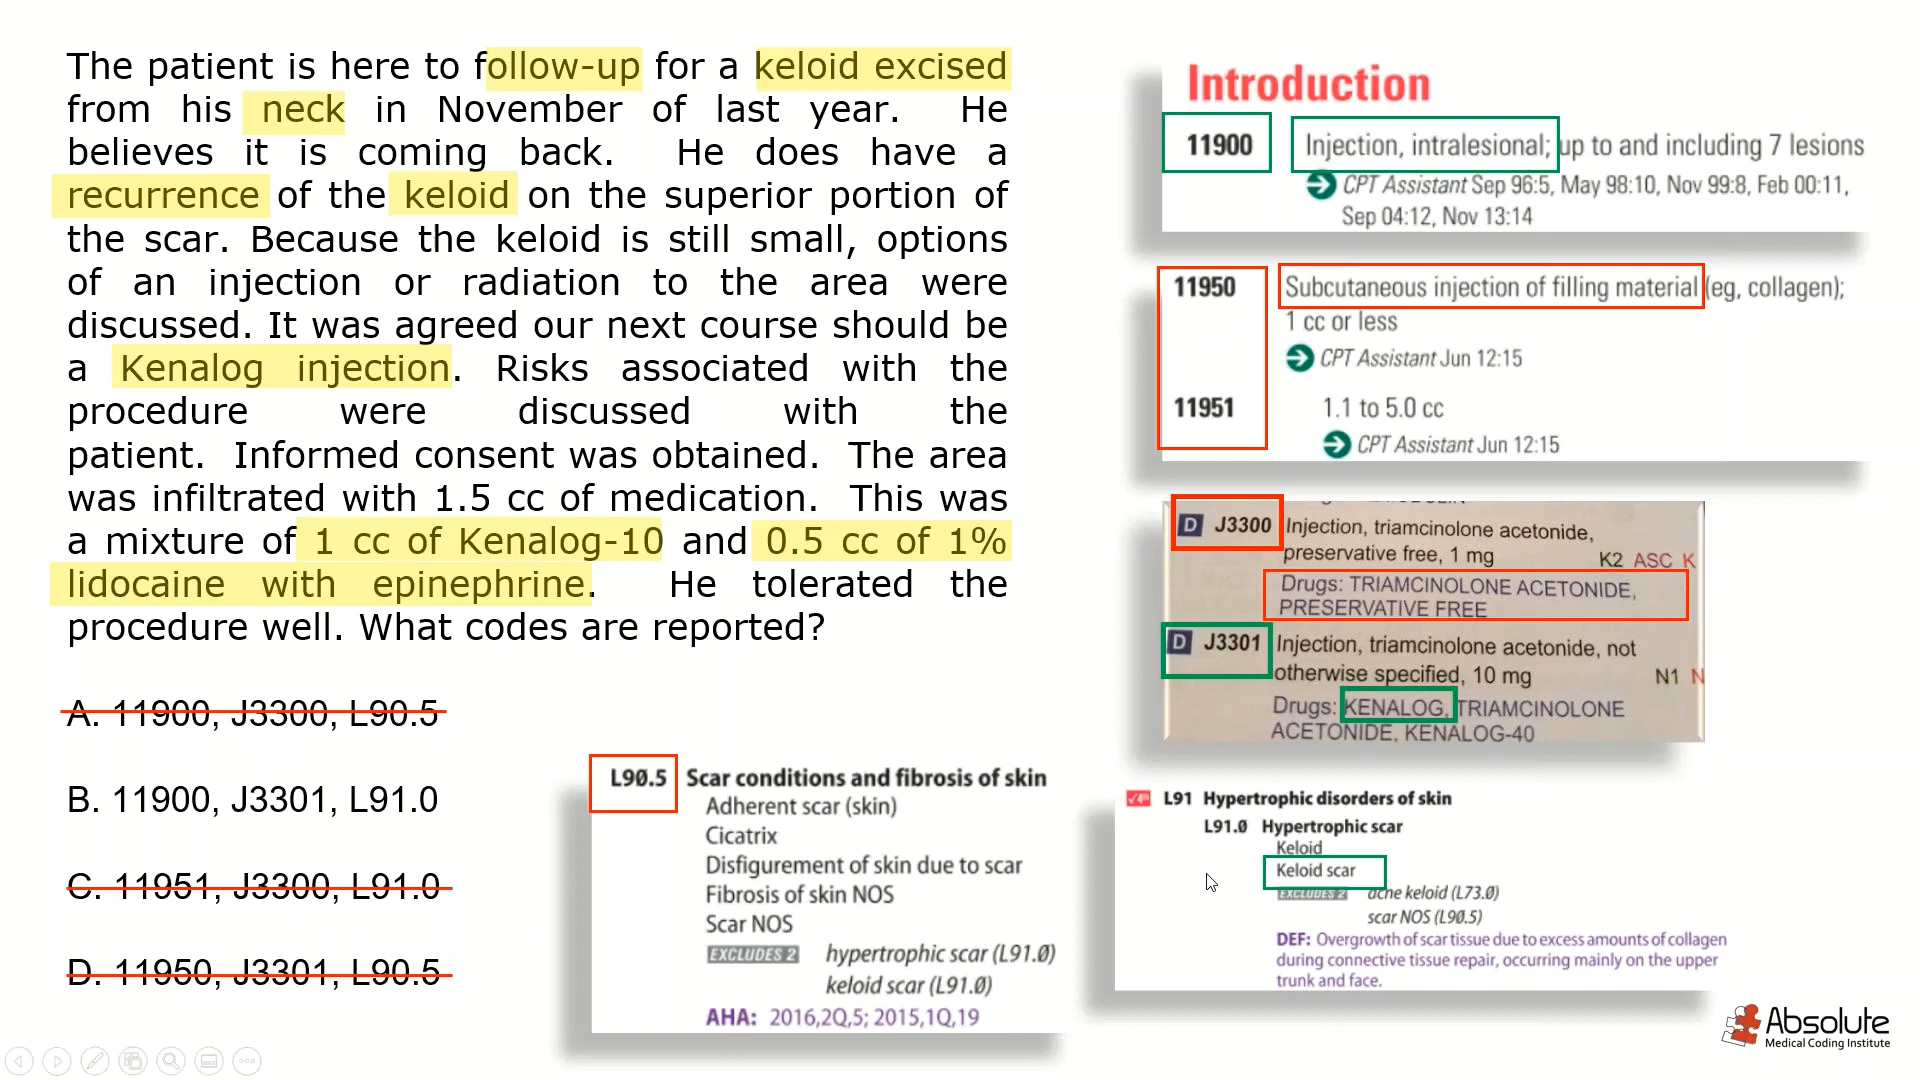 The patient is here to follow-up for a keloid excised
from his neck in November of last year. He
believes it is coming back. He does have a
recurrence of the keloid on the superior portion of
the scar. Because the keloid is still small, options
of an injection or radiation to the area were
discussed. It was agreed our next course should be
a Kenalog injection. Risks associated with the
procedure were discussed with the
patient. Informed consent was obtained. The area
was infiltrated with 1.5 cc of medication. This was
a mixture of 1 cc of Kenalog-10 and 0.5 cc of 1%
lidocaine with epinephrine. He tolerated the
procedure well. What codes are reported?
A. 11900, J3300, L90.5
B. 11900, J3301, L91.0
C. 11951, J3300, L91.0
D. 11950, J3301, L90.5
Introduction
11900 Injection, intralesional; up to and including 7 lesions
CPT Assistant Sep 96:5, May 98:10, Nov 99:8, Feb 00:11,
Sep 04:12, Nov 13:14
11950 Subcutaneous injection of filling material (eg, collagen);
1 cc or less
CPT Assistant Jun 12:15
11951 1.1 to 5.0 cc
CPT Assistant Jun 12:15
D J3300 Injection, triamcinolone acetonide,
preservative free, 1 mg K2 ASC K
Drugs: TRIAMCINOLONE ACETONIDE,
PRESERVATIVE FREE
D J3301 Injection, triamcinolone acetonide, not
otherwise specified, 10 mg N1 N
Drugs: KENALOG, TRIAMCINOLONE
ACETONIDE, KENALOG-40
L90.5 Scar conditions and fibrosis of skin
Adherent scar (skin)
Cicatrix
Disfigurement of skin due to scar
Fibrosis of skin NOS
Scar NOS
EXCLUDES 2 hypertrophic scar (L91.0)
keloid scar (L91.0)
AHA: 2016,2Q,5; 2015,1Q,19
L91 Hypertrophic disorders of skin
L91.0 Hypertrophic scar
Keloid
Keloid scar
EXCLUDES 2 acne keloid (L73.0)
scar NOS (L90.5)
DEF: Overgrowth of scar tissue due to excess amounts of collagen
during connective tissue repair, occurring mainly on the upper
trunk and face.
Absolute
Medical Coding Institute